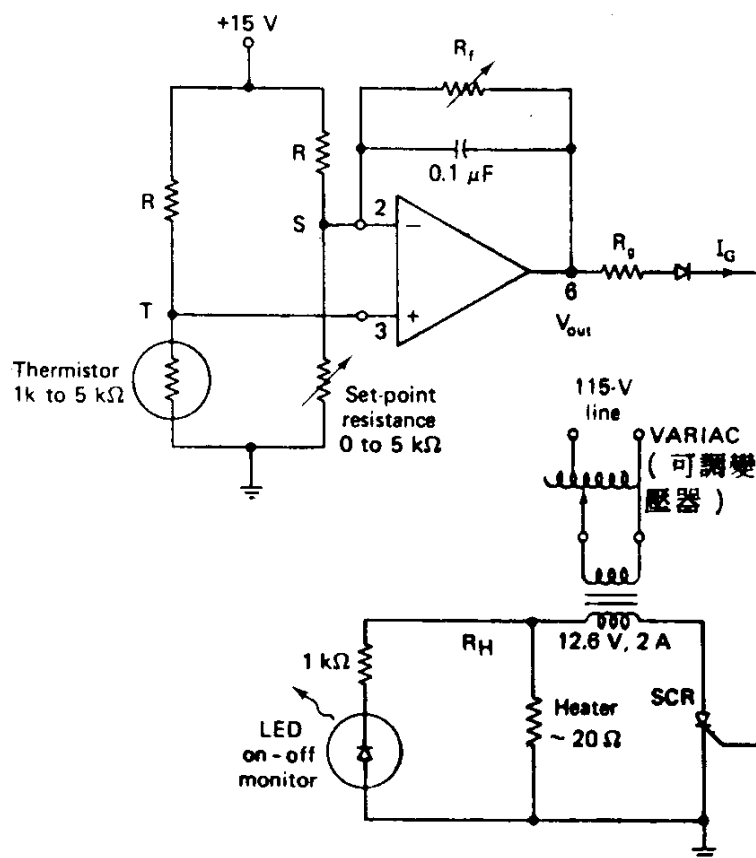 +15 V
R
R
R_f
0.1 μF
S
2
−
T
3
+
6
V_out
R_g
I_G
Thermistor
1k to 5 kΩ
Set-point
resistance
0 to 5 kΩ
115-V
line
VARIAC
(可調變
壓器)
12.6 V, 2 A
R_H
1 kΩ
LED
on-off
monitor
Heater
~ 20 Ω
SCR